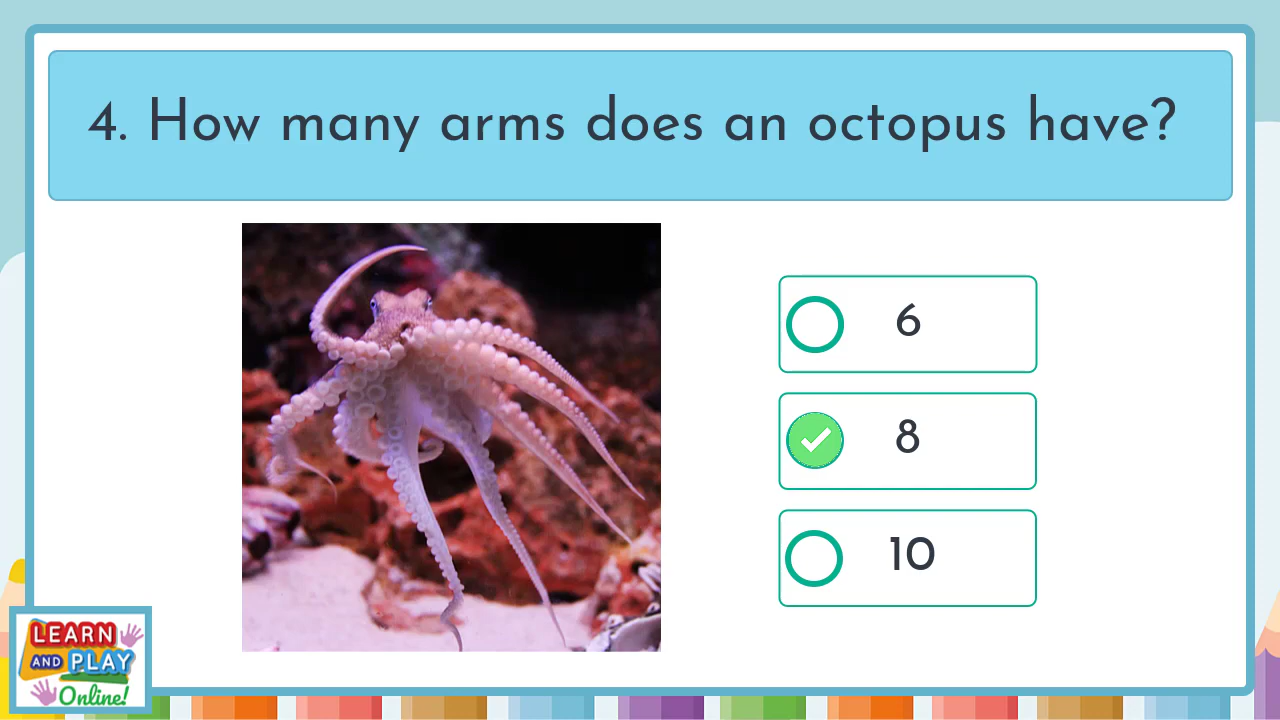 4. How many arms does an octopus have?
6
8
10
LEARN
AND PLAY
Online!